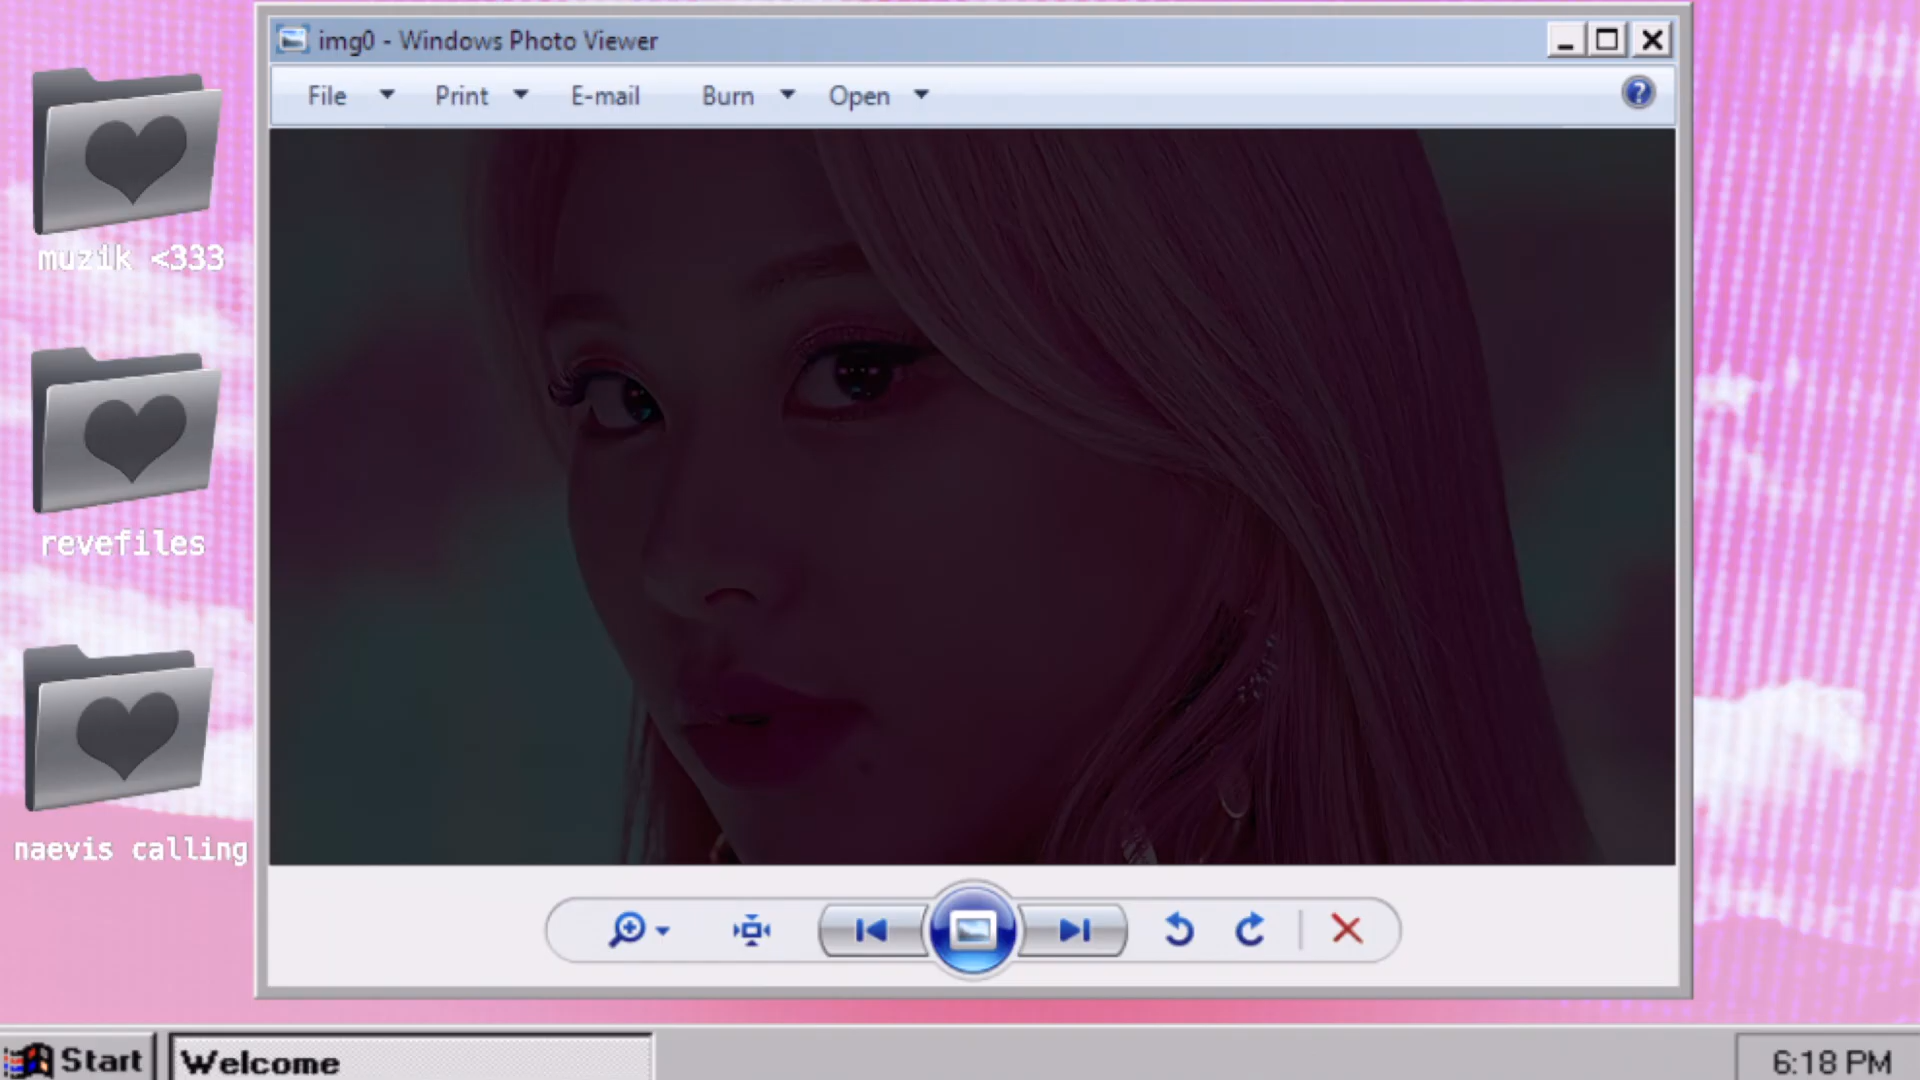 img0 - Windows Photo Viewer
File Print E-mail Burn Open
muzik <333
revefiles
naevis calling
Start Welcome 6:18 PM